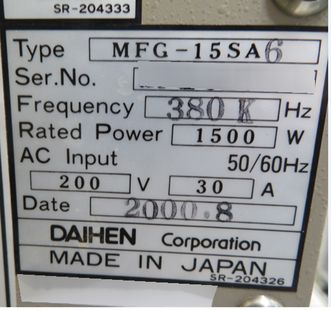 SR-204333
Type MFG-15SA6
Ser.No.
Frequency 380 K Hz
Rated Power 1500 W
AC Input 50/60Hz
200 V 30 A
Date 2000.8
DAIHEN Corporation
MADE IN JAPAN
SR-204326